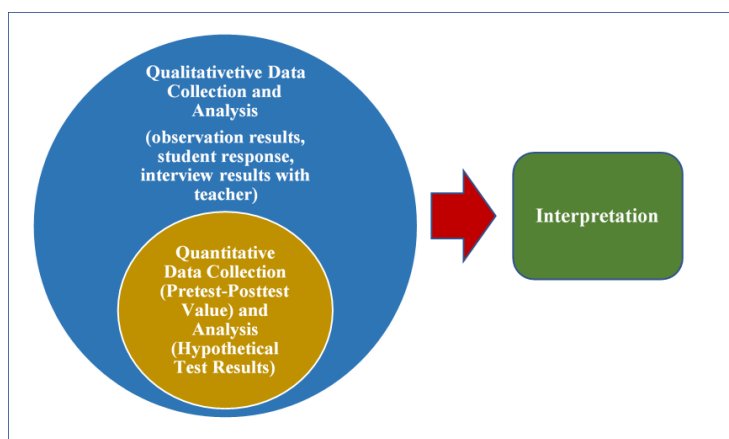 Qualitativetive Data
Collection and
Analysis
(observation results,
student response,
interview results with
teacher)
Quantitative
Data Collection
(Pretest-Posttest
Value) and
Analysis
(Hypothetical
Test Results)
Interpretation